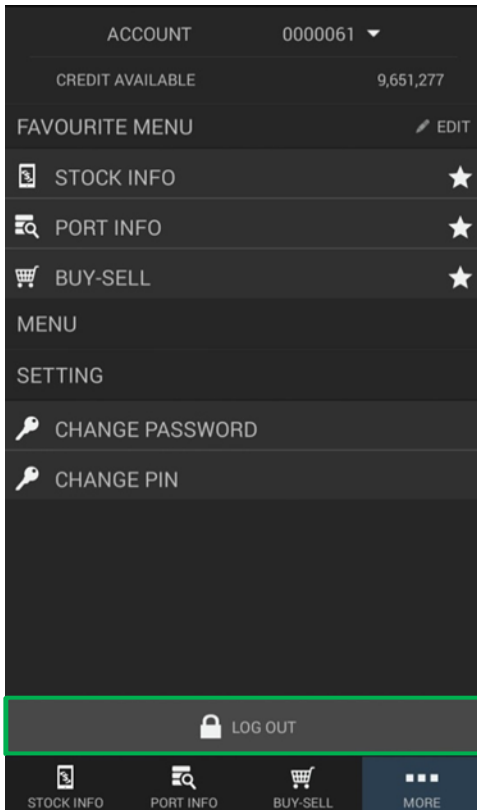 ACCOUNT 0000061
CREDIT AVAILABLE 9,651,277
FAVOURITE MENU EDIT
STOCK INFO
PORT INFO
BUY-SELL
MENU
SETTING
CHANGE PASSWORD
CHANGE PIN
LOG OUT
STOCK INFO PORT INFO BUY-SELL MORE